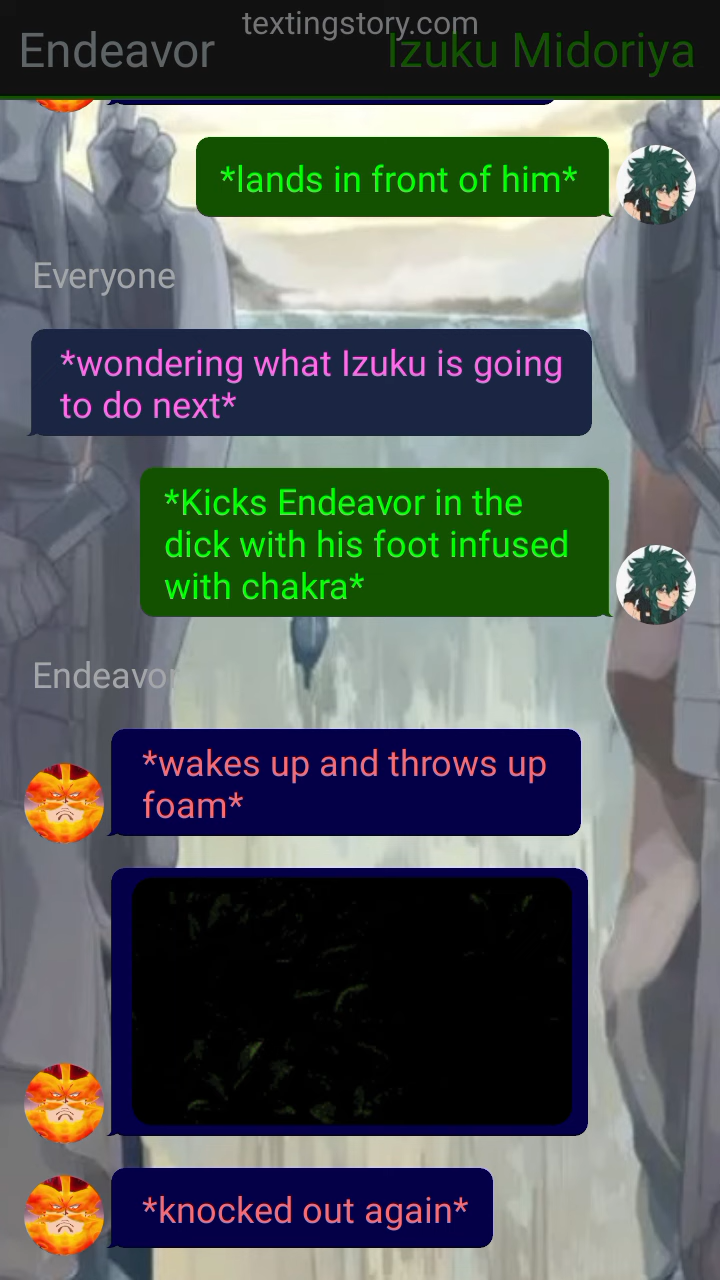 textingstory.com
Endeavor
Izuku Midoriya
*lands in front of him*
Everyone
*wondering what Izuku is going
to do next*
*Kicks Endeavor in the
dick with his foot infused
with chakra*
Endeavor
*wakes up and throws up
foam*
*knocked out again*